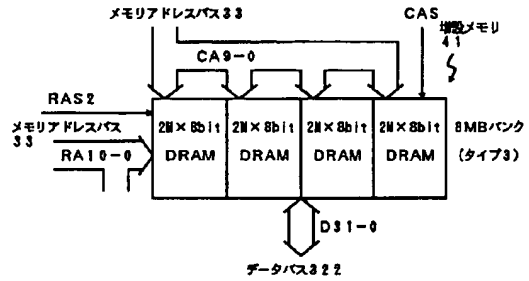 メモリアドレスバス33
CAS
増設メモリ
41
CA9-0
RAS2
メモリアドレスバス
33
RA10-0
2M×8bit
DRAM
2M×8bit
DRAM
2M×8bit
DRAM
2M×8bit
DRAM
8MBバンク
(タイプ3)
D31-0
データバス322